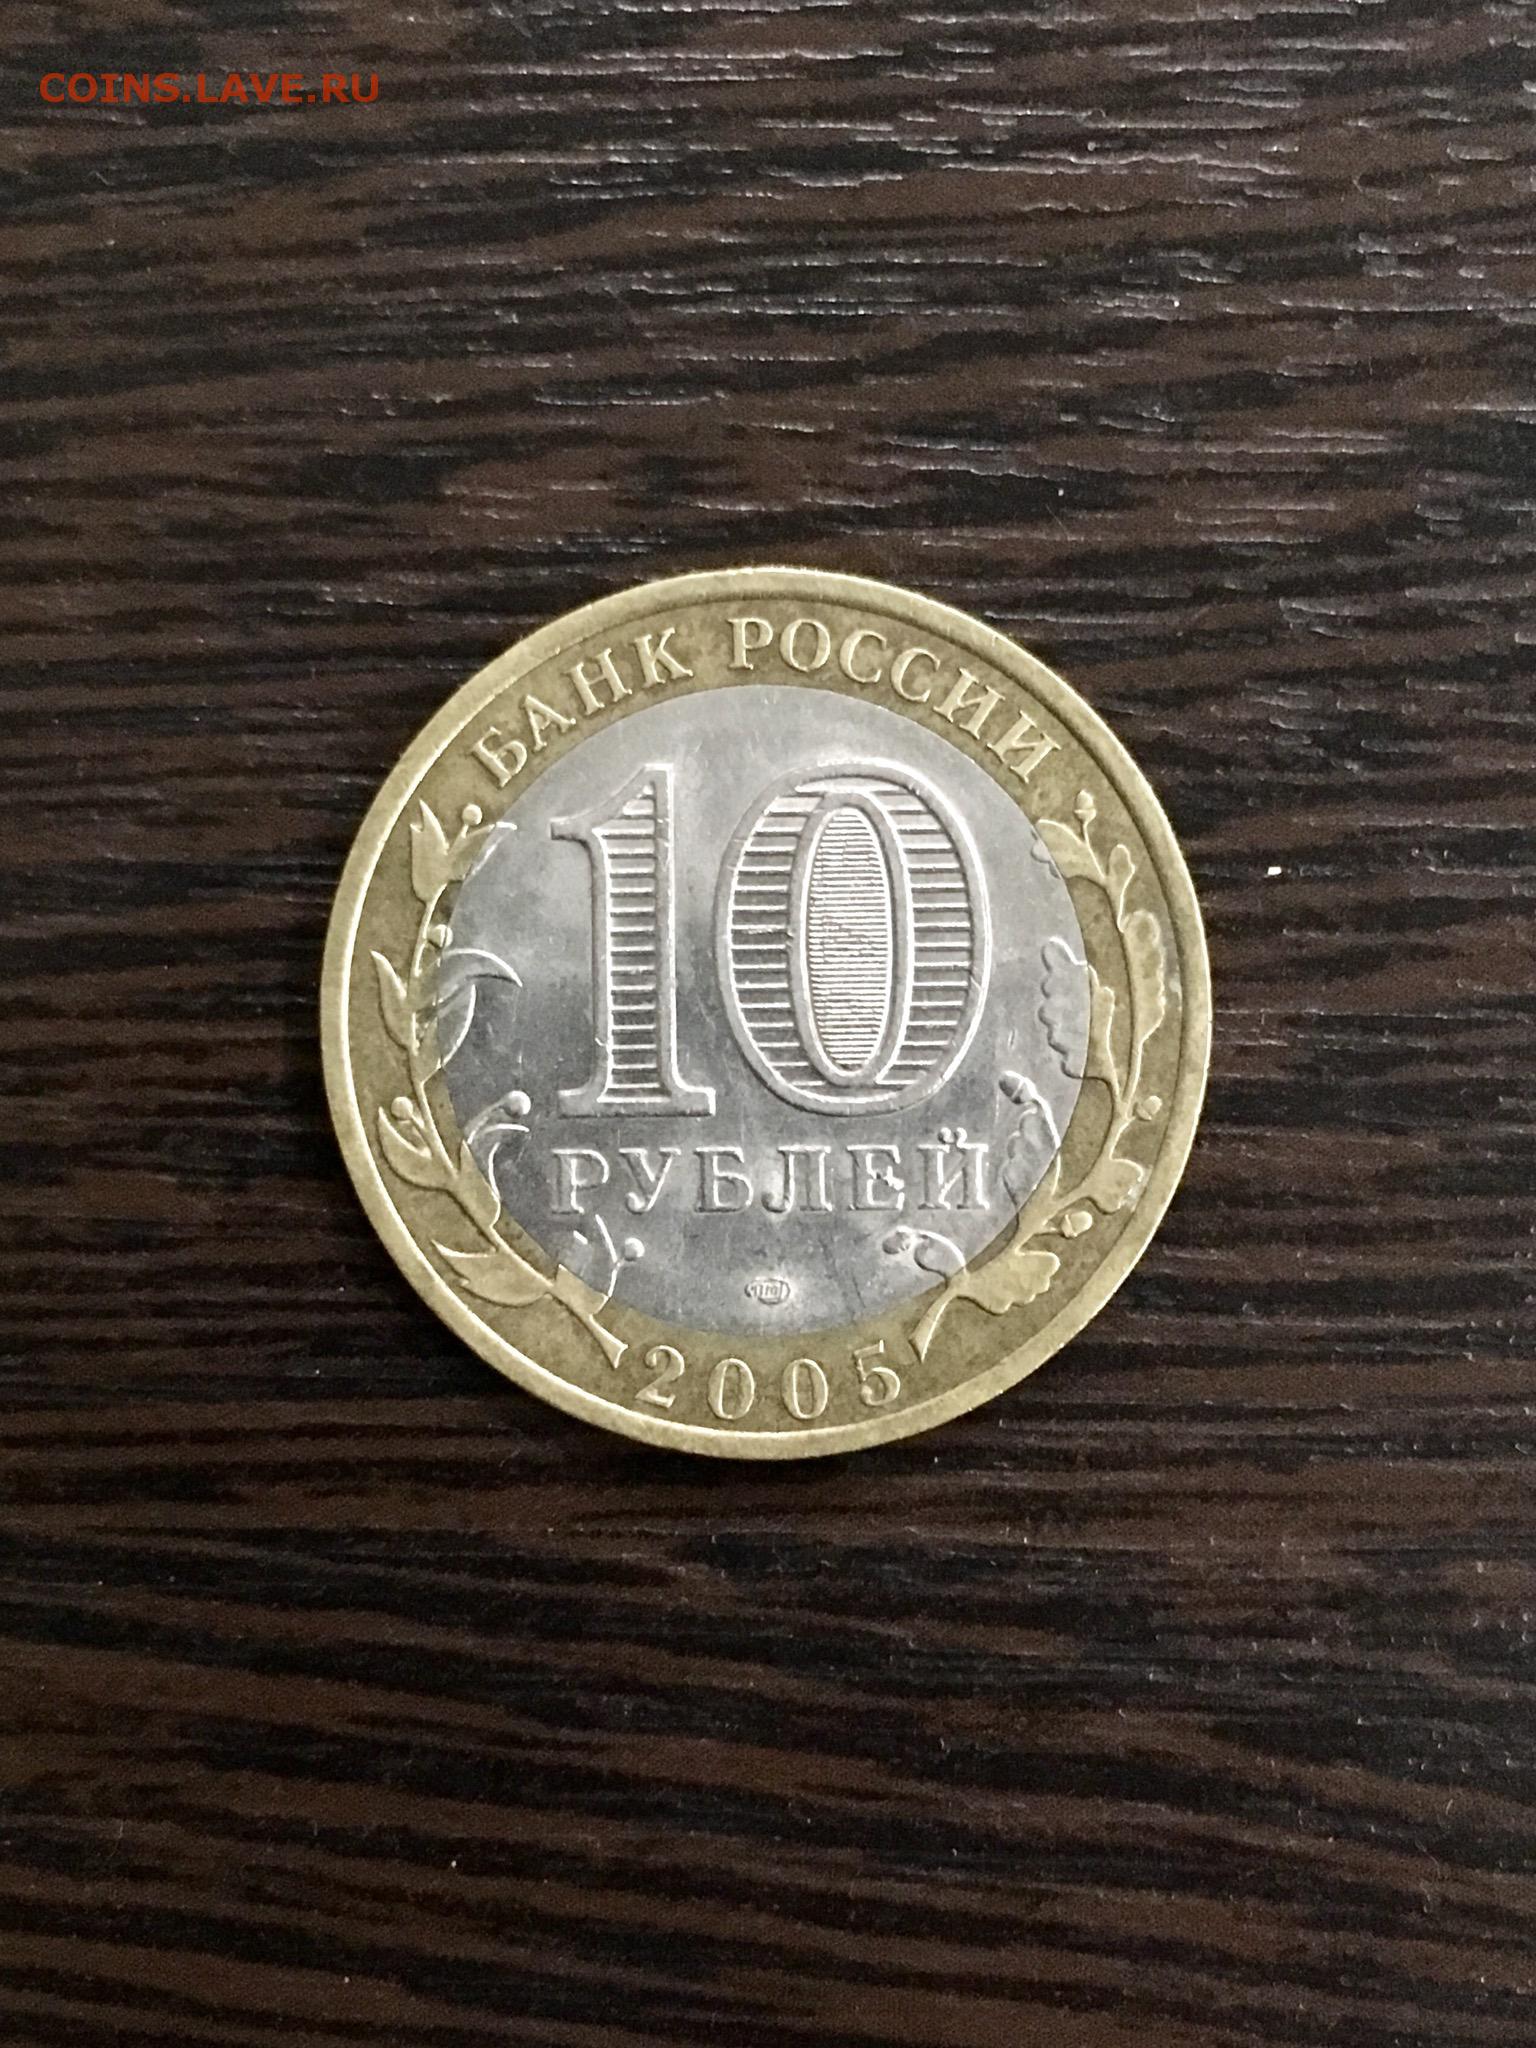 COINS.LAVE.RU
БАНК РОССИИ
10
РУБЛЕЙ
2005